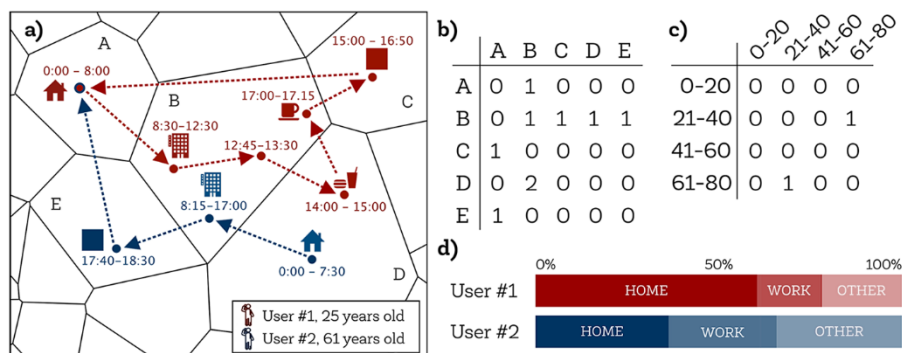 a)
A
0:00 – 8:00
15:00 - 16:50
B
17:00–17.15
C
8:30–12:30
12:45–13:30
E
8:15–17:00
14:00 – 15:00
17:40–18:30
0:00 – 7:30
D
User #1, 25 years old
User #2, 61 years old
b)
A B C D E
A 0 1 0 0 0
B 0 1 1 1 1
C 1 0 0 0 0
D 0 2 0 0 0
E 1 0 0 0 0
c)
0-20 21-40 41-60 61-80
0-20 0 0 0 0
21-40 0 0 0 1
41-60 0 0 0 0
61-80 0 1 0 0
d)
0% 50% 100%
User #1 HOME WORK OTHER
User #2 HOME WORK OTHER